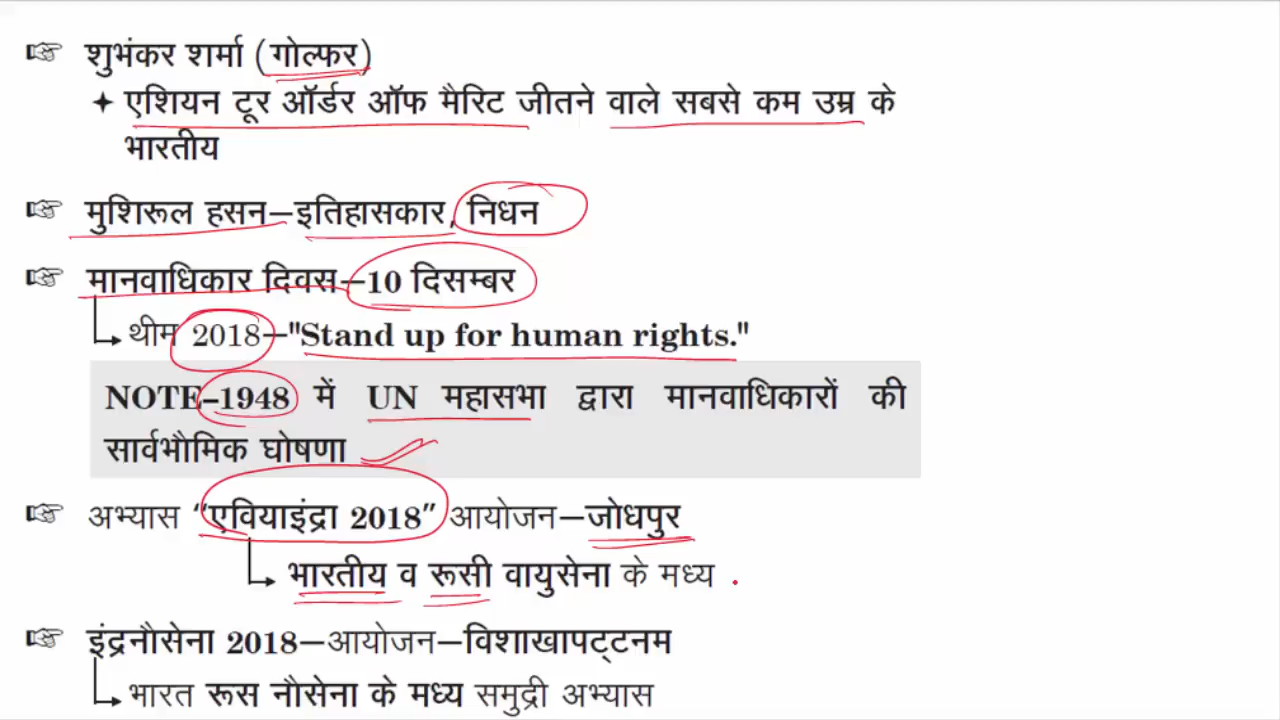 ☞ शुभंकर शर्मा (गोल्फर)
✦ एशियन टूर ऑर्डर ऑफ मैरिट जीतने वाले सबसे कम उम्र के
भारतीय
☞ मुशिरूल हसन–इतिहासकार, निधन
☞ मानवाधिकार दिवस–10 दिसम्बर
थीम 2018–"Stand up for human rights."
NOTE–1948 में UN महासभा द्वारा मानवाधिकारों की
सार्वभौमिक घोषणा
☞ अभ्यास "एवियाइंद्रा 2018" आयोजन–जोधपुर
भारतीय व रूसी वायुसेना के मध्य
☞ इंद्रनौसेना 2018–आयोजन–विशाखापट्टनम
भारत रूस नौसेना के मध्य समुद्री अभ्यास